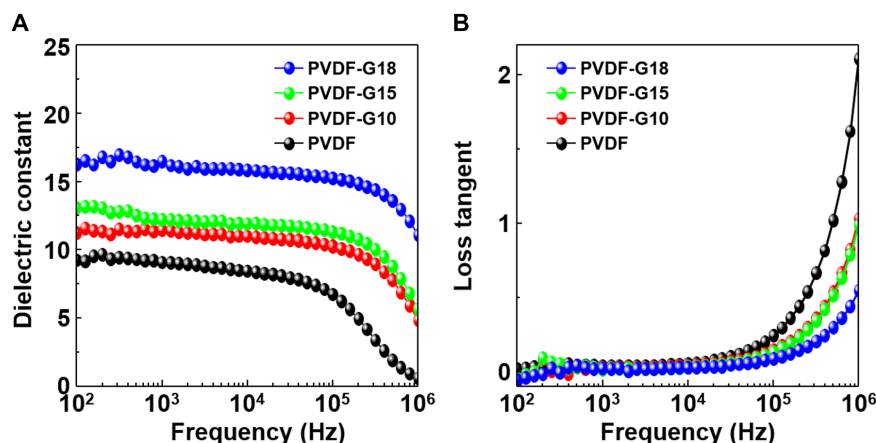 A
B
25
20
15
10
5
0
Dielectric constant
PVDF-G18
PVDF-G15
PVDF-G10
PVDF
10² 10³ 10⁴ 10⁵ 10⁶
Frequency (Hz)
2
1
0
Loss tangent
PVDF-G18
PVDF-G15
PVDF-G10
PVDF
10² 10³ 10⁴ 10⁵ 10⁶
Frequency (Hz)